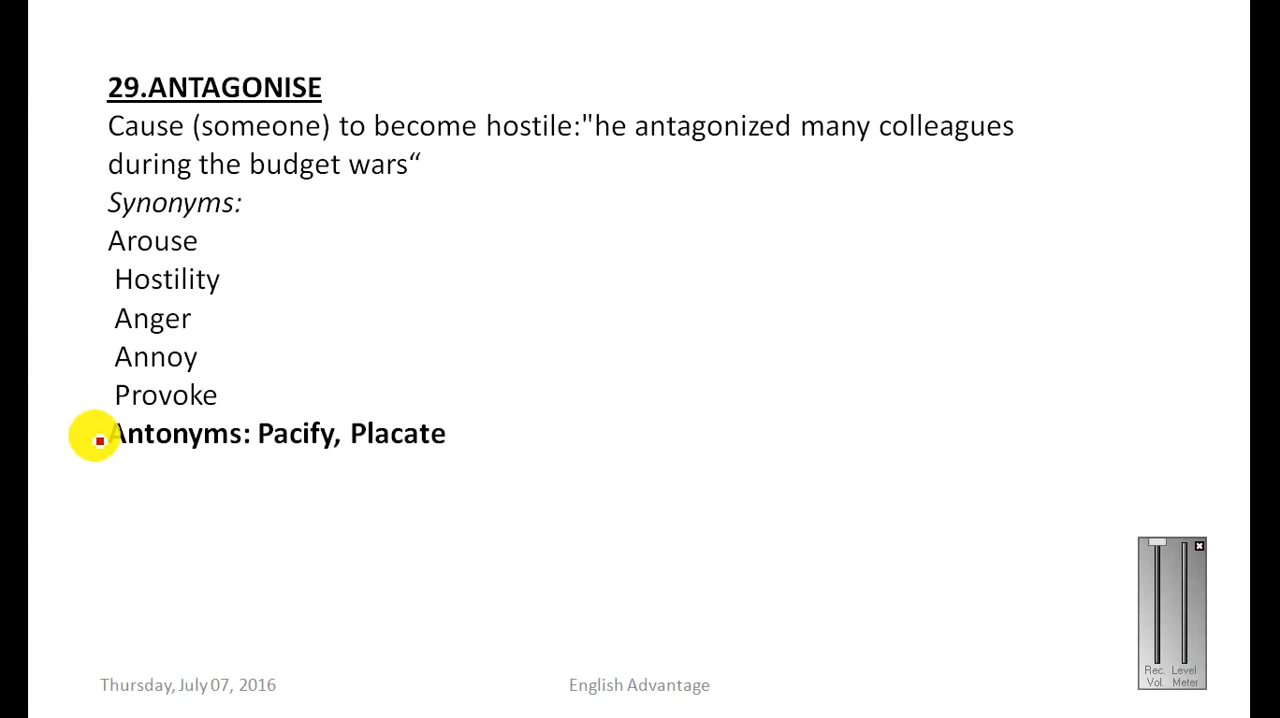 29.ANTAGONISE
Cause (someone) to become hostile:"he antagonized many colleagues
during the budget wars“
Synonyms:
Arouse
Hostility
Anger
Annoy
Provoke
Antonyms: Pacify, Placate
Rec. Level
Vol. Meter
Thursday, July 07, 2016
English Advantage